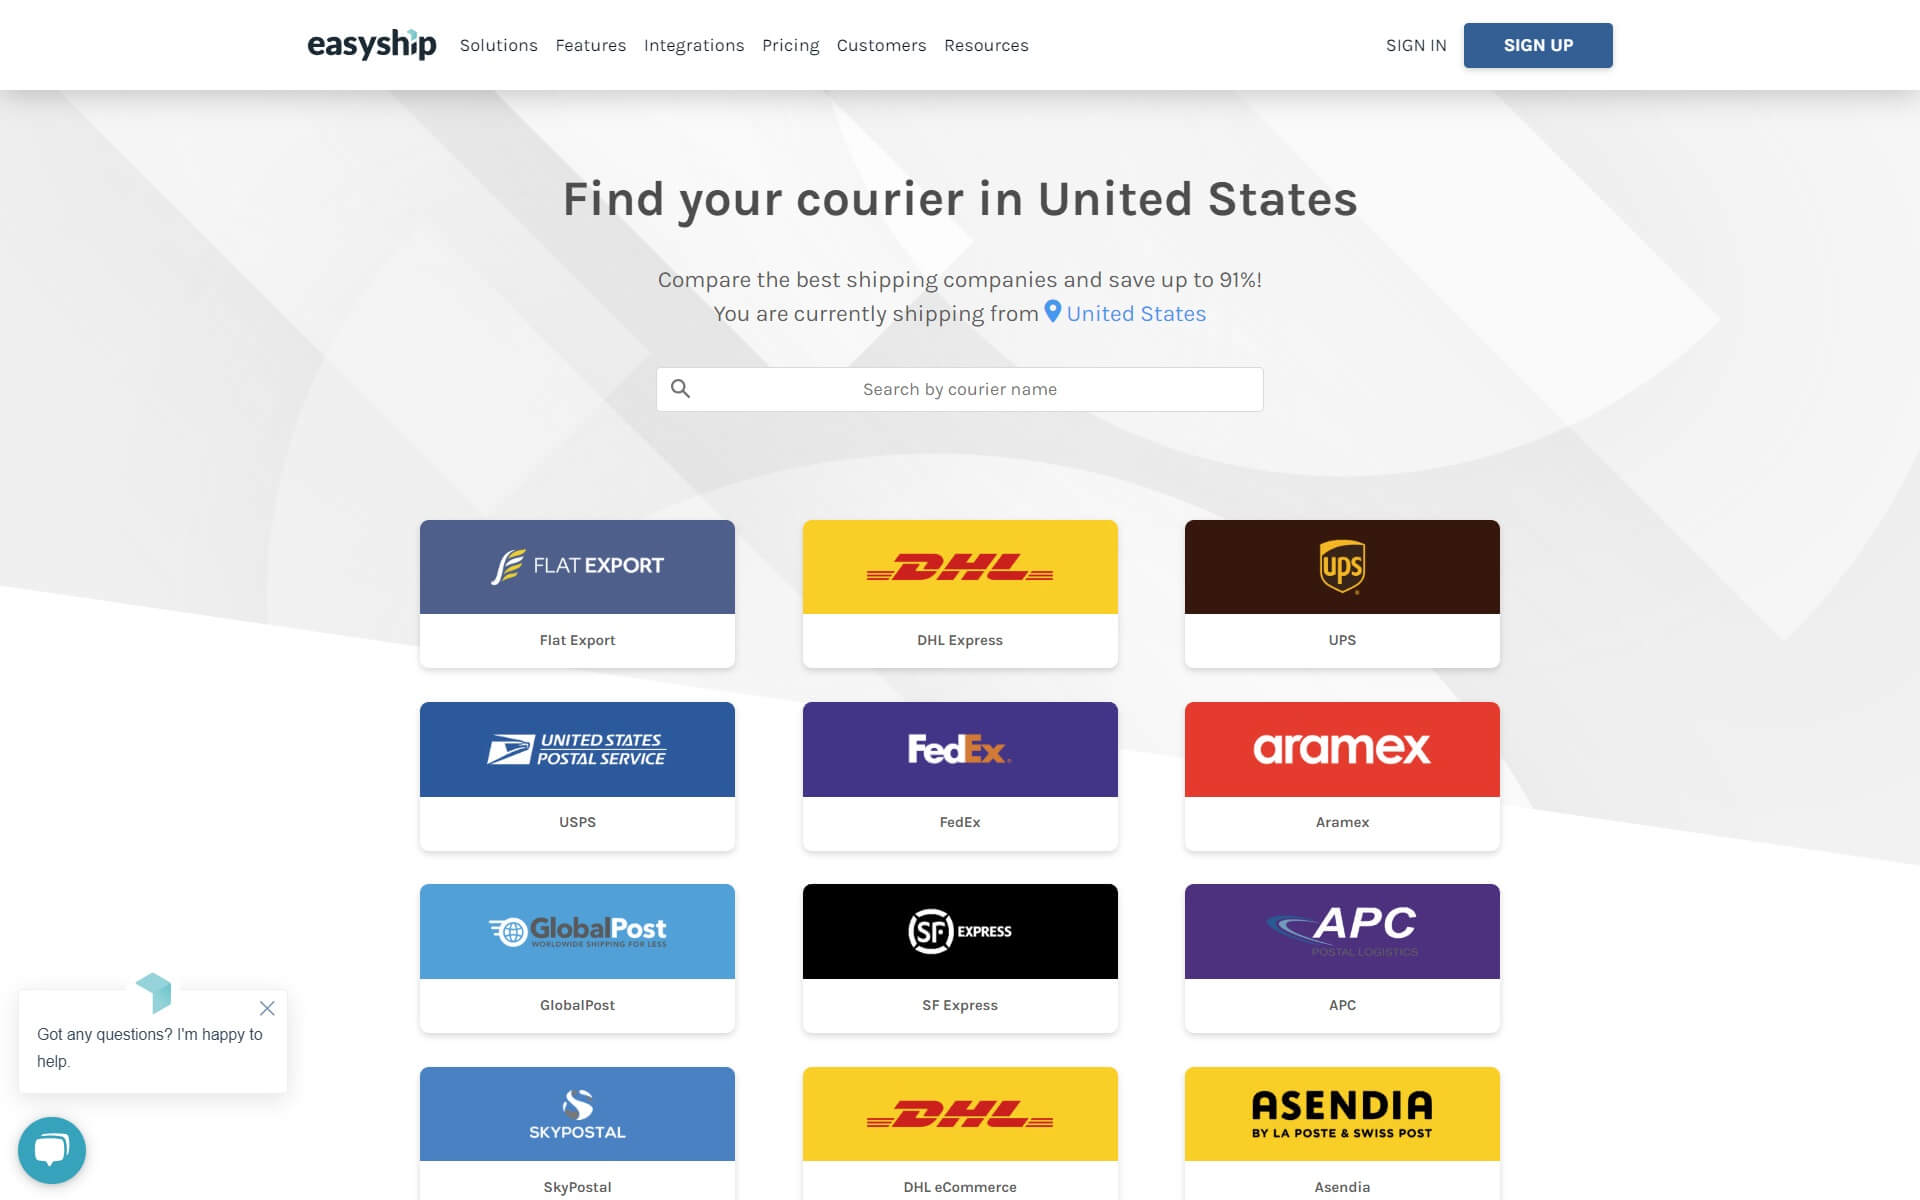 easyship
Solutions Features Integrations Pricing Customers Resources
SIGN IN
SIGN UP
Find your courier in United States
Compare the best shipping companies and save up to 91%!
You are currently shipping from United States
Search by courier name
FLAT EXPORT
Flat Export
DHL
DHL Express
ups
UPS
UNITED STATES
POSTAL SERVICE
USPS
FedEx
FedEx
aramex
Aramex
GlobalPost
WORLDWIDE SHIPPING FOR LESS
GlobalPost
SF EXPRESS
SF Express
APC
POSTAL LOGISTICS
APC
SKYPOSTAL
SkyPostal
DHL
DHL eCommerce
ASENDIA
BY LA POSTE & SWISS POST
Asendia
Got any questions? I'm happy to
help.